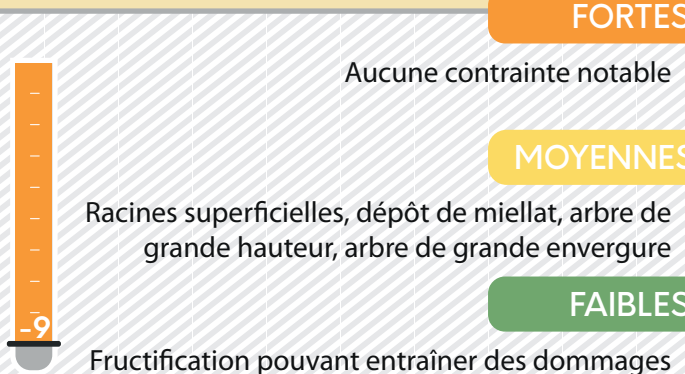 FORTES
Aucune contrainte notable
MOYENNES
Racines superficielles, dépôt de miellat, arbre de
grande hauteur, arbre de grande envergure
FAIBLES
-9
Fructification pouvant entraîner des dommages